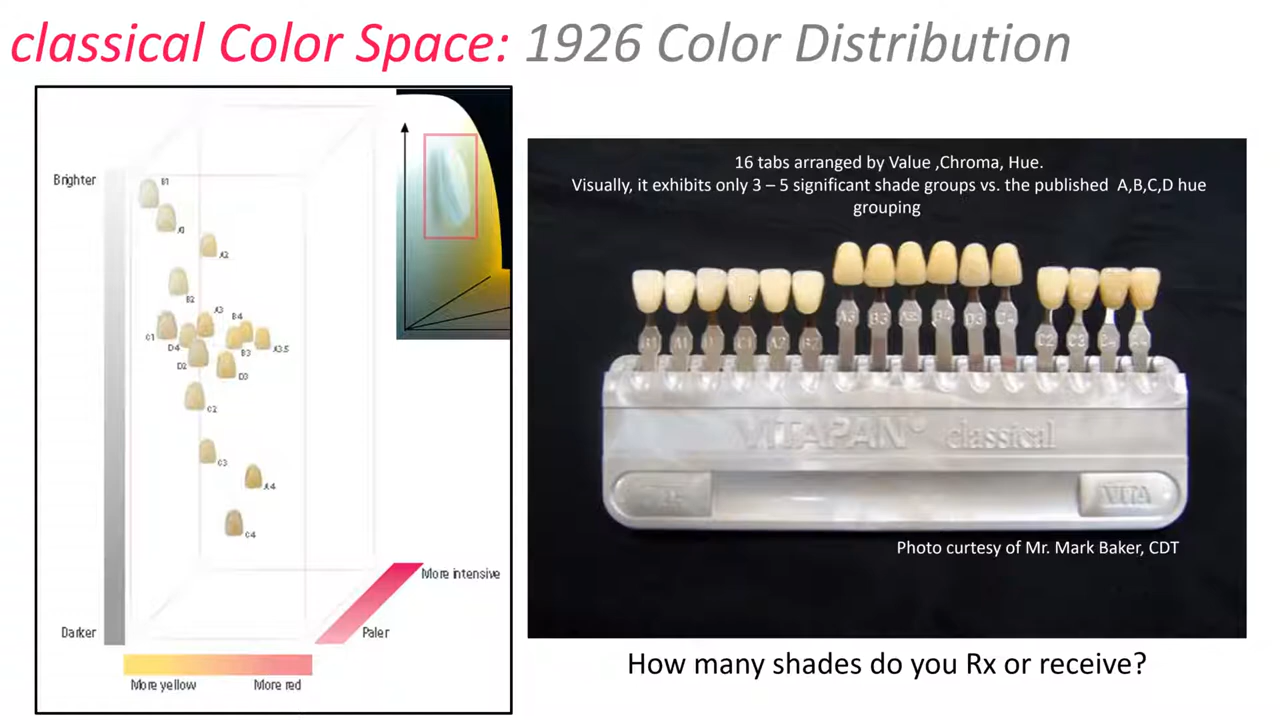 classical Color Space: 1926 Color Distribution
Brighter
B1
A1
A2
B2
A3
B4
C1
D4
B3
A3.5
D2
D3
C2
C3
A4
C4
More intensive
Darker
Paler
More yellow
More red
16 tabs arranged by Value ,Chroma, Hue.
Visually, it exhibits only 3 – 5 significant shade groups vs. the published A,B,C,D hue
grouping
B1 A1 C1 A2 B2 A3 B3 B4 D3 C2 C3 C4 A4
VITAPAN® classical
VITA
Photo curtesy of Mr. Mark Baker, CDT
How many shades do you Rx or receive?